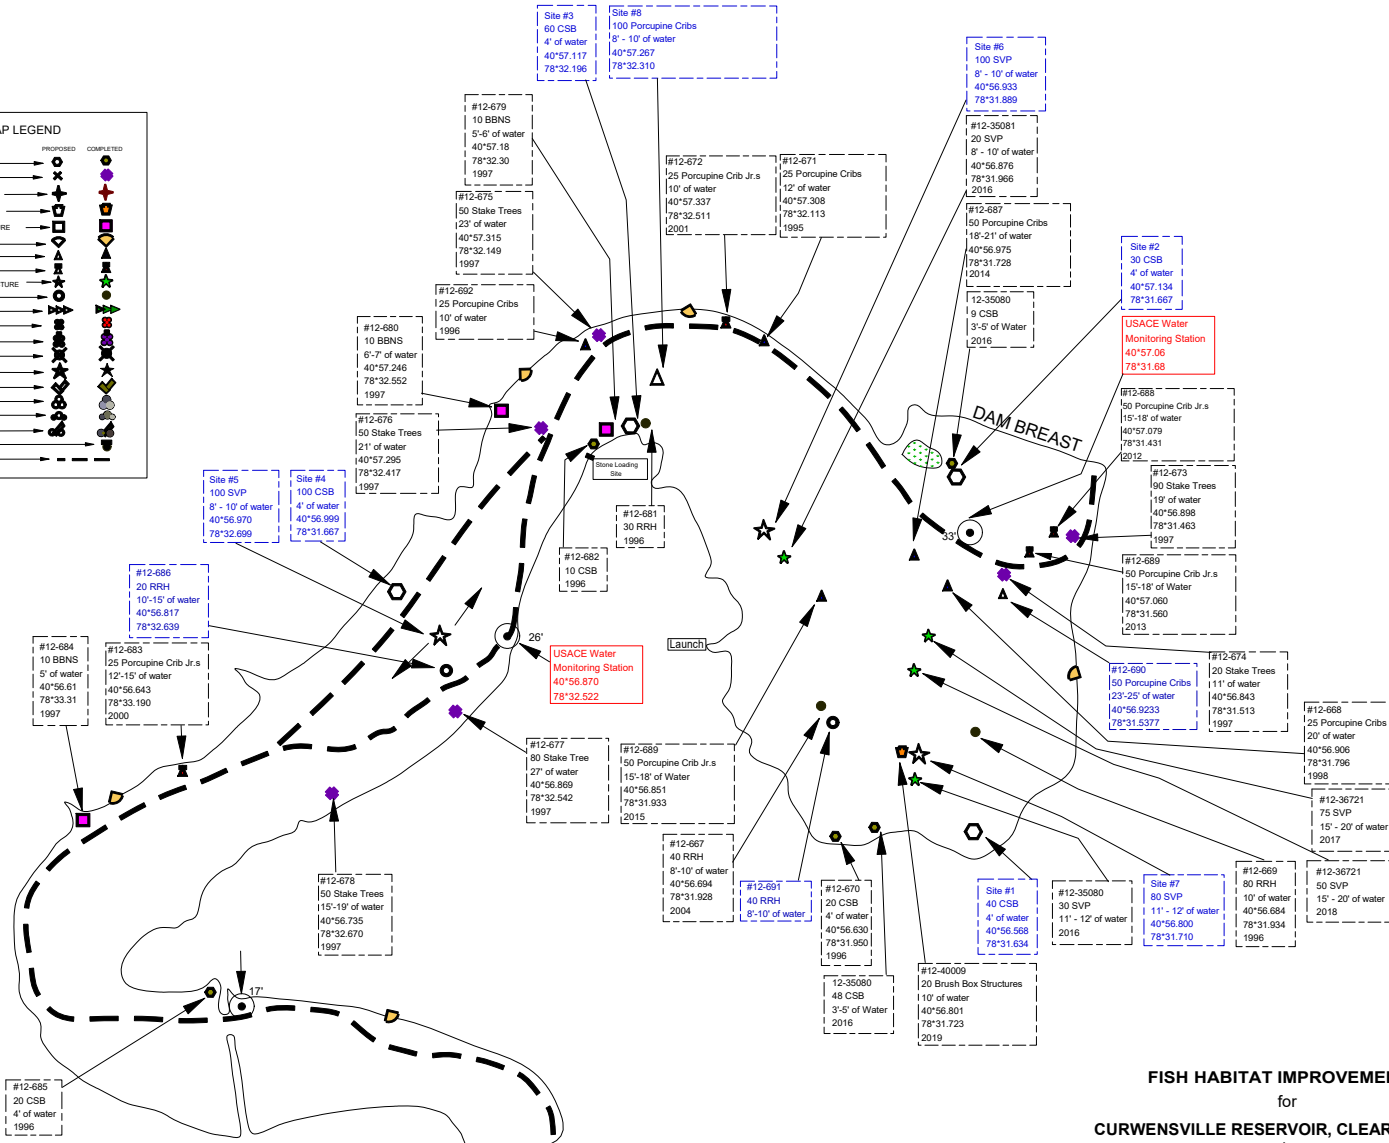 Site #3
60 CSB
4' of water
40*57.117
78*32.196
Site #8
100 Porcupine Cribs
8' - 10' of water
40*57.267
78*32.310
Site #6
100 SVP
8' - 10' of water
40*56.933
78*31.889
#12-679
10 BBNS
5'-6' of water
40*57.18
78*32.30
1997
#12-35081
20 SVP
8' - 10' of water
40*56.876
78*31.966
2016
LEGEND
PROPOSED
COMPLETED
#12-672
25 Porcupine Crib Jr.s
10' of water
40*57.337
78*32.511
2001
#12-671
25 Porcupine Cribs
12' of water
40*57.308
78*32.113
1995
#12-675
50 Stake Trees
23' of water
40*57.315
78*32.149
1997
#12-687
50 Porcupine Cribs
18'-21' of water
40*56.975
78*31.728
2014
Site #2
30 CSB
4' of water
40*57.134
78*31.667
#12-692
25 Porcupine Cribs
10' of water
1996
12-35080
9 CSB
3'-5' of Water
2016
#12-680
10 BBNS
6'-7' of water
40*57.246
78*32.552
1997
USACE Water
Monitoring Station
40*57.06
78*31.68
#12-688
50 Porcupine Crib Jr.s
15'-18' of water
40*57.079
78*31.431
2012
#12-676
50 Stake Trees
21' of water
40*57.295
78*32.417
1997
DAM BREAST
Stone Loading
Site
#12-673
90 Stake Trees
19' of water
40*56.898
78*31.463
1997
Site #5
100 SVP
8' - 10' of water
40*56.970
78*32.699
Site #4
100 CSB
4' of water
40*56.999
78*31.667
#12-681
30 RRH
1996
33'
#12-682
10 CSB
1996
#12-689
50 Porcupine Crib Jr.s
15'-18' of Water
40*57.060
78*31.560
2013
#12-686
20 RRH
10'-15' of water
40*56.817
78*32.639
26'
Launch
#12-684
10 BBNS
5' of water
40*56.61
78*33.31
1997
#12-683
25 Porcupine Crib Jr.s
12'-15' of water
40*56.643
78*33.190
2000
USACE Water
Monitoring Station
40*56.870
78*32.522
#12-690
50 Porcupine Cribs
23'-25' of water
40*56.9233
78*31.5377
#12-674
20 Stake Trees
11' of water
40*56.843
78*31.513
1997
#12-668
25 Porcupine Cribs
20' of water
40*56.906
78*31.796
1998
#12-677
80 Stake Tree
27' of water
40*56.869
78*32.542
1997
#12-689
50 Porcupine Crib Jr.s
15'-18' of Water
40*56.851
78*31.933
2015
#12-36721
75 SVP
15' - 20' of water
2017
#12-667
40 RRH
8'-10' of water
40*56.694
78*31.928
2004
#12-691
40 RRH
8'-10' of water
#12-670
20 CSB
4' of water
40*56.630
78*31.950
1996
Site #1
40 CSB
4' of water
40*56.568
78*31.634
#12-35080
30 SVP
11' - 12' of water
2016
Site #7
80 SVP
11' - 12' of water
40*56.800
78*31.710
#12-669
80 RRH
10' of water
40*56.684
78*31.934
1996
#12-36721
50 SVP
15' - 20' of water
2018
#12-678
50 Stake Trees
15'-19' of water
40*56.735
78*32.670
1997
12-35080
48 CSB
3'-5' of Water
2016
#12-40009
20 Brush Box Structures
10' of water
40*56.801
78*31.723
2019
17'
#12-685
20 CSB
4' of water
1996
FISH HABITAT
for
CURWENSVILLE RESERVOIR,